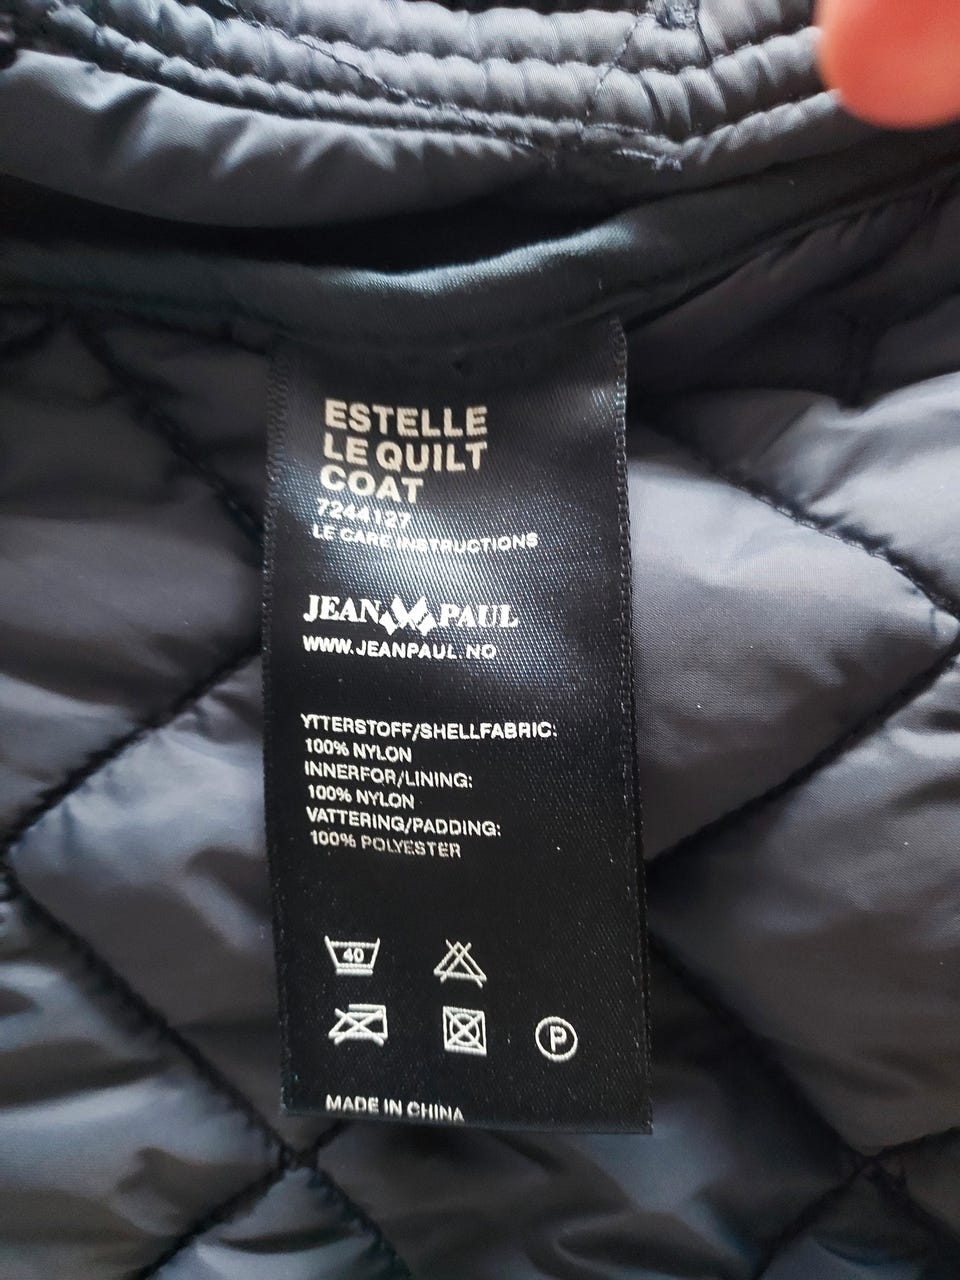 ESTELLE
LE QUILT
COAT
7244127
LE CARE INSTRUCTIONS
JEAN PAUL
WWW.JEANPAUL.NO
YTTERSTOFF/SHELLFABRIC:
100% NYLON
INNERFOR/LINING:
100% NYLON
VATTERING/PADDING:
100% POLYESTER
40
P
MADE IN CHINA